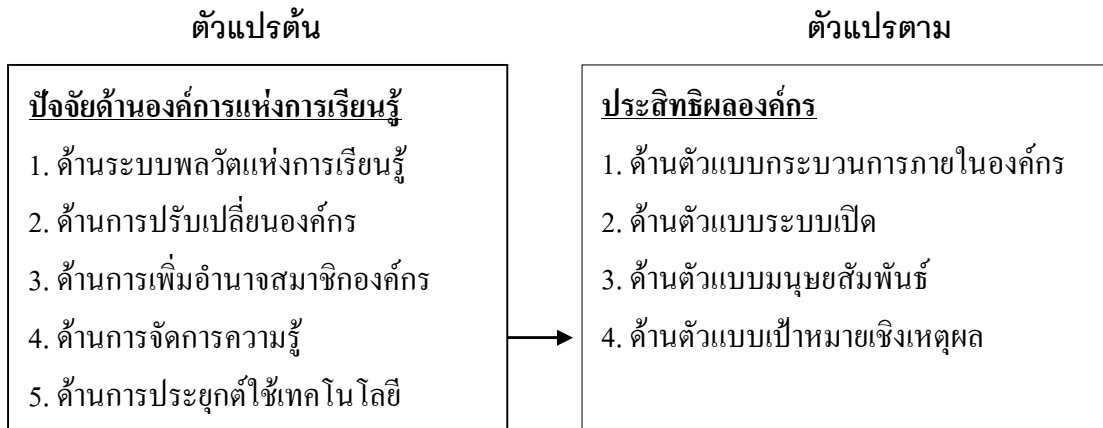 ตัวแปรต้น
ตัวแปรตาม
ปัจจัยด้านองค์การแห่งการเรียนรู้
1. ด้านระบบพลวัตแห่งการเรียนรู้
2. ด้านการปรับเปลี่ยนองค์กร
3. ด้านการเพิ่มอำนาจสมาชิกองค์กร
4. ด้านการจัดการความรู้
5. ด้านการประยุกต์ใช้เทคโนโลยี
ประสิทธิผลองค์กร
1. ด้านตัวแบบกระบวนการภายในองค์กร
2. ด้านตัวแบบระบบเปิด
3. ด้านตัวแบบมนุษยสัมพันธ์
4. ด้านตัวแบบเป้าหมายเชิงเหตุผล